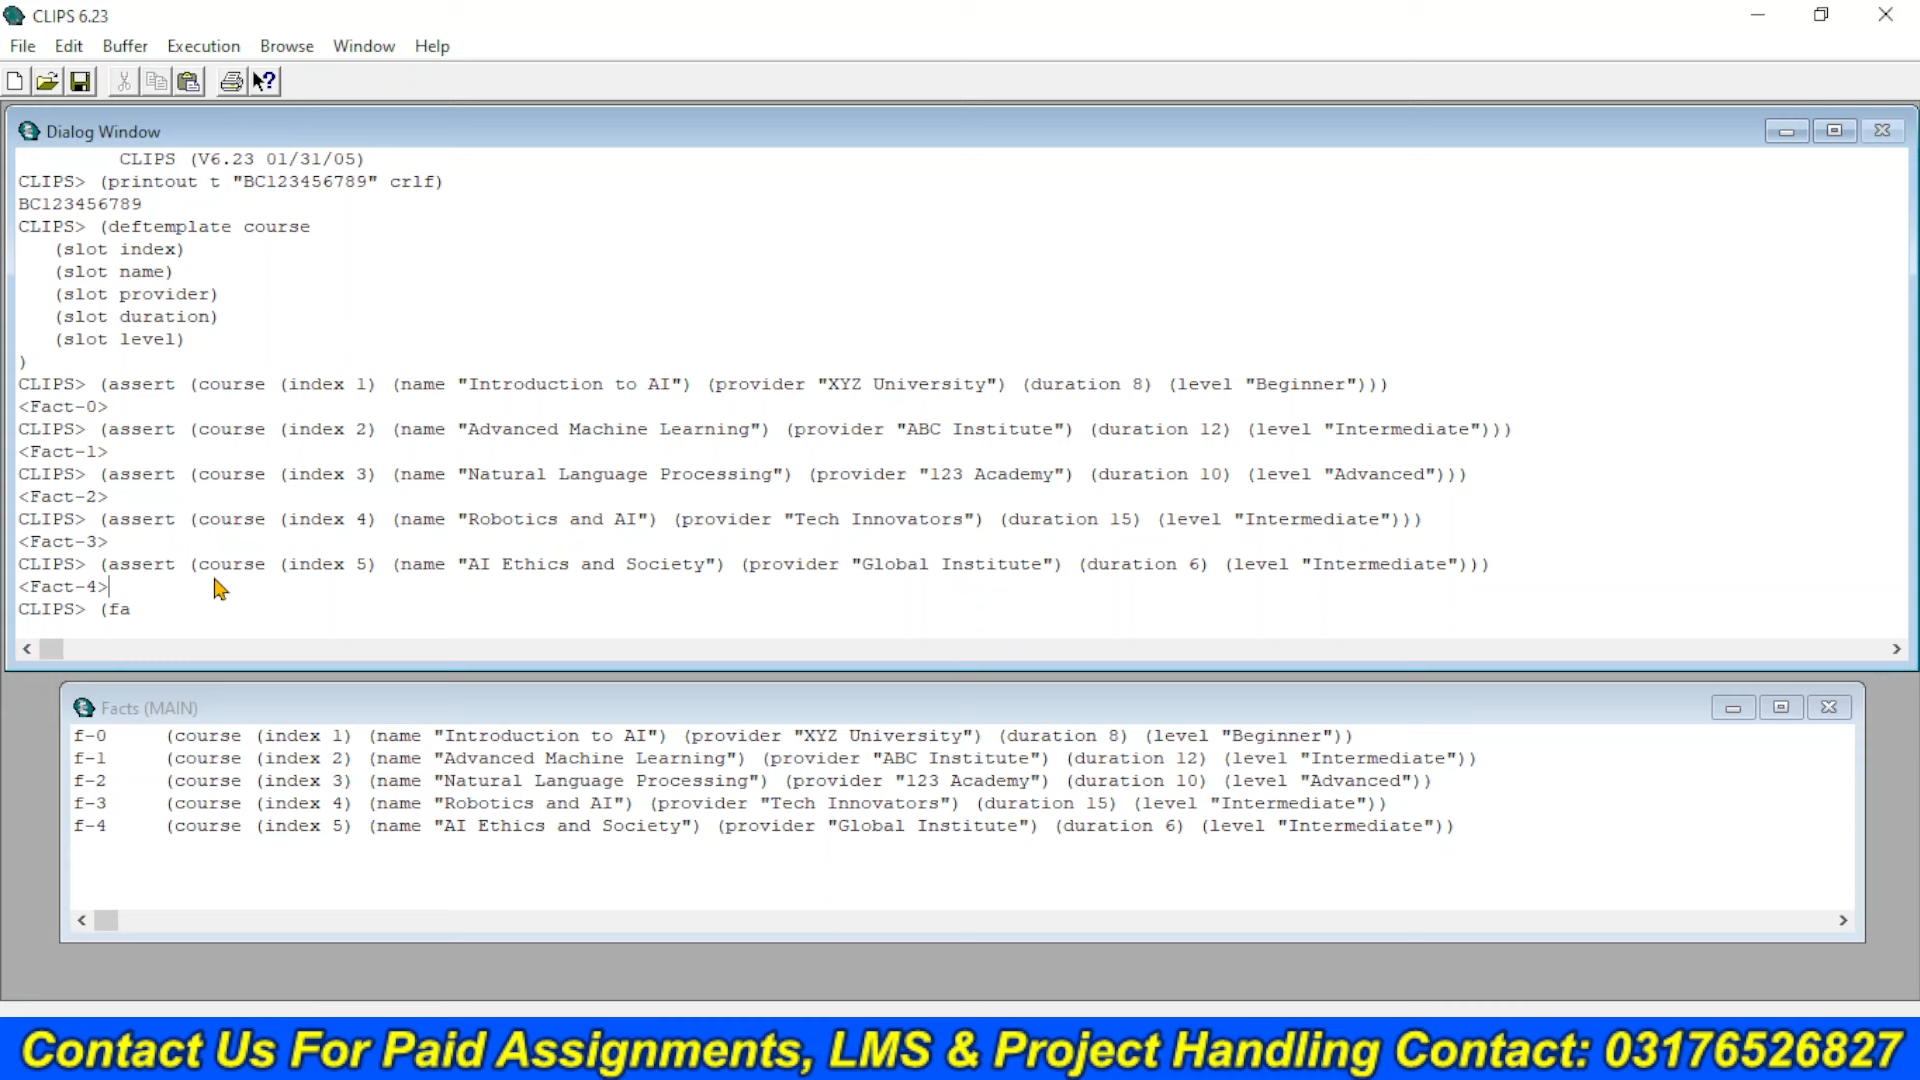 CLIPS 6.23
File Edit Buffer Execution Browse Window Help
Dialog Window
CLIPS (V6.23 01/31/05)
CLIPS> (printout t "BC123456789" crlf)
BC123456789
CLIPS> (deftemplate course
(slot index)
(slot name)
(slot provider)
(slot duration)
(slot level)
)
CLIPS> (assert (course (index 1) (name "Introduction to AI") (provider "XYZ University") (duration 8) (level "Beginner")))
<Fact-0>
CLIPS> (assert (course (index 2) (name "Advanced Machine Learning") (provider "ABC Institute") (duration 12) (level "Intermediate")))
<Fact-1>
CLIPS> (assert (course (index 3) (name "Natural Language Processing") (provider "123 Academy") (duration 10) (level "Advanced")))
<Fact-2>
CLIPS> (assert (course (index 4) (name "Robotics and AI") (provider "Tech Innovators") (duration 15) (level "Intermediate")))
<Fact-3>
CLIPS> (assert (course (index 5) (name "AI Ethics and Society") (provider "Global Institute") (duration 6) (level "Intermediate")))
<Fact-4>
CLIPS> (fa
Facts (MAIN)
f-0 (course (index 1) (name "Introduction to AI") (provider "XYZ University") (duration 8) (level "Beginner"))
f-1 (course (index 2) (name "Advanced Machine Learning") (provider "ABC Institute") (duration 12) (level "Intermediate"))
f-2 (course (index 3) (name "Natural Language Processing") (provider "123 Academy") (duration 10) (level "Advanced"))
f-3 (course (index 4) (name "Robotics and AI") (provider "Tech Innovators") (duration 15) (level "Intermediate"))
f-4 (course (index 5) (name "AI Ethics and Society") (provider "Global Institute") (duration 6) (level "Intermediate"))
Contact Us For Paid Assignments, LMS & Project Handling Contact: 03176526827